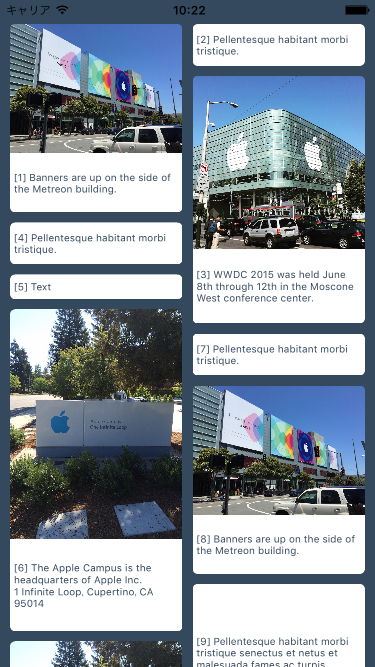 キャリア 10:22
[1] Banners are up on the side of
the Metreon building.
[2] Pellentesque habitant morbi
tristique.
[3] WWDC 2015 was held June
8th through 12th in the Moscone
West conference center.
[4] Pellentesque habitant morbi
tristique.
[5] Text
[6] The Apple Campus is the
headquarters of Apple Inc.
1 Infinite Loop, Cupertino, CA
95014
[7] Pellentesque habitant morbi
tristique.
[8] Banners are up on the side of
the Metreon building.
[9] Pellentesque habitant morbi
tristique senectus et netus et
malesuada fames ac turpis